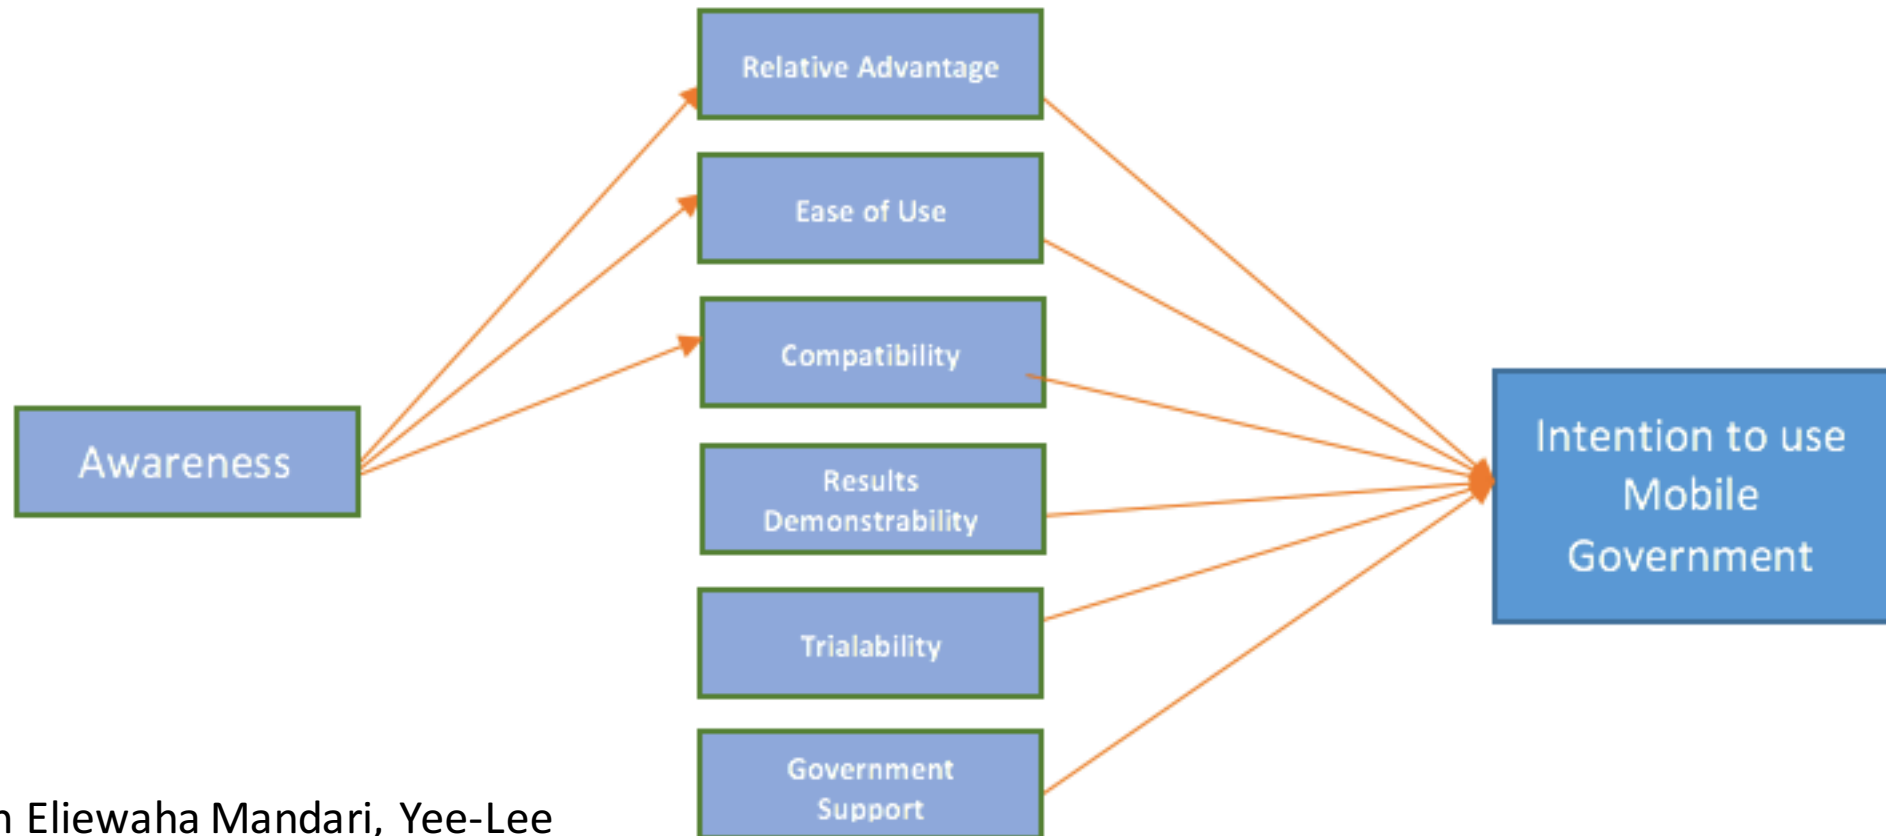 Relative Advantage
Ease of Use
Compatibility
Awareness
Results
Demonstrability
Intention to use
Mobile
Government
Trialability
Government
Support
Eliewaha Mandari, Yee-Lee